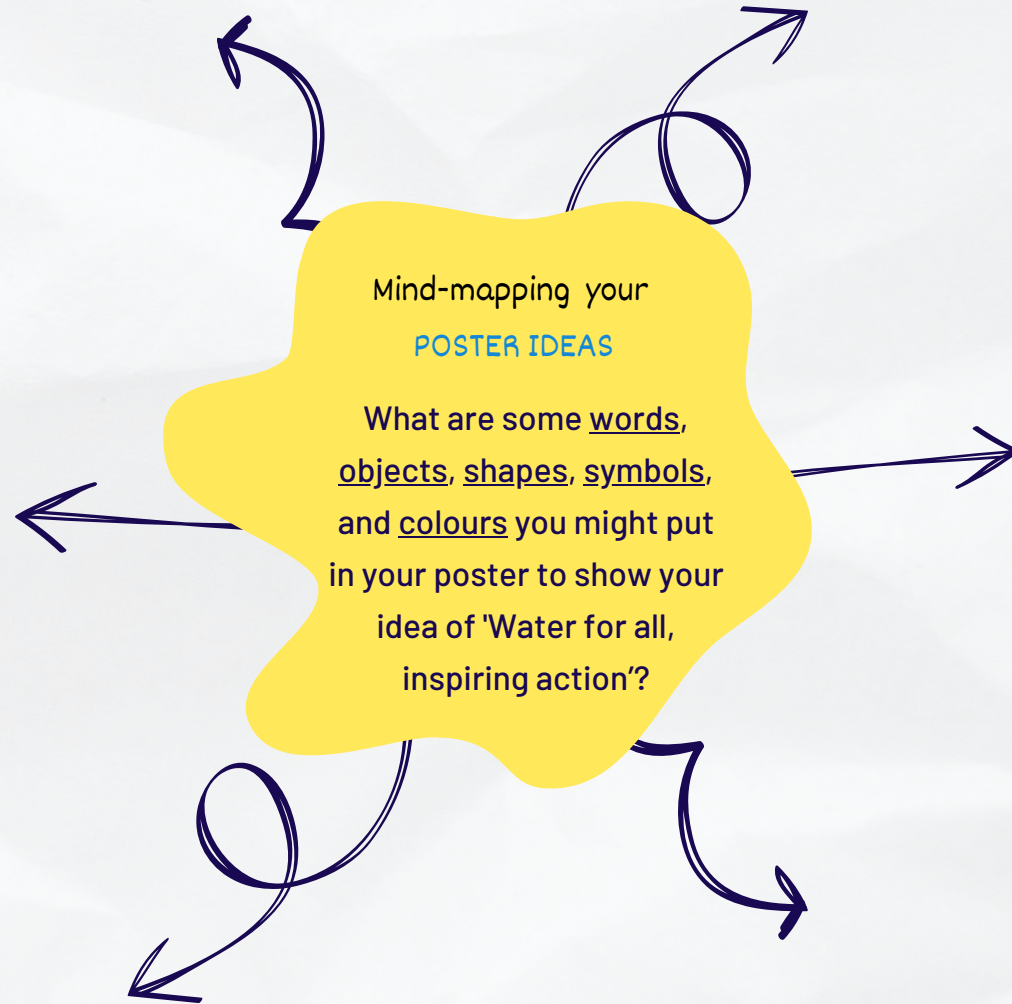 Mind-mapping your
POSTER IDEAS
What are some words,
objects, shapes, symbols,
and colours you might put
in your poster to show your
idea of 'Water for all,
inspiring action’?